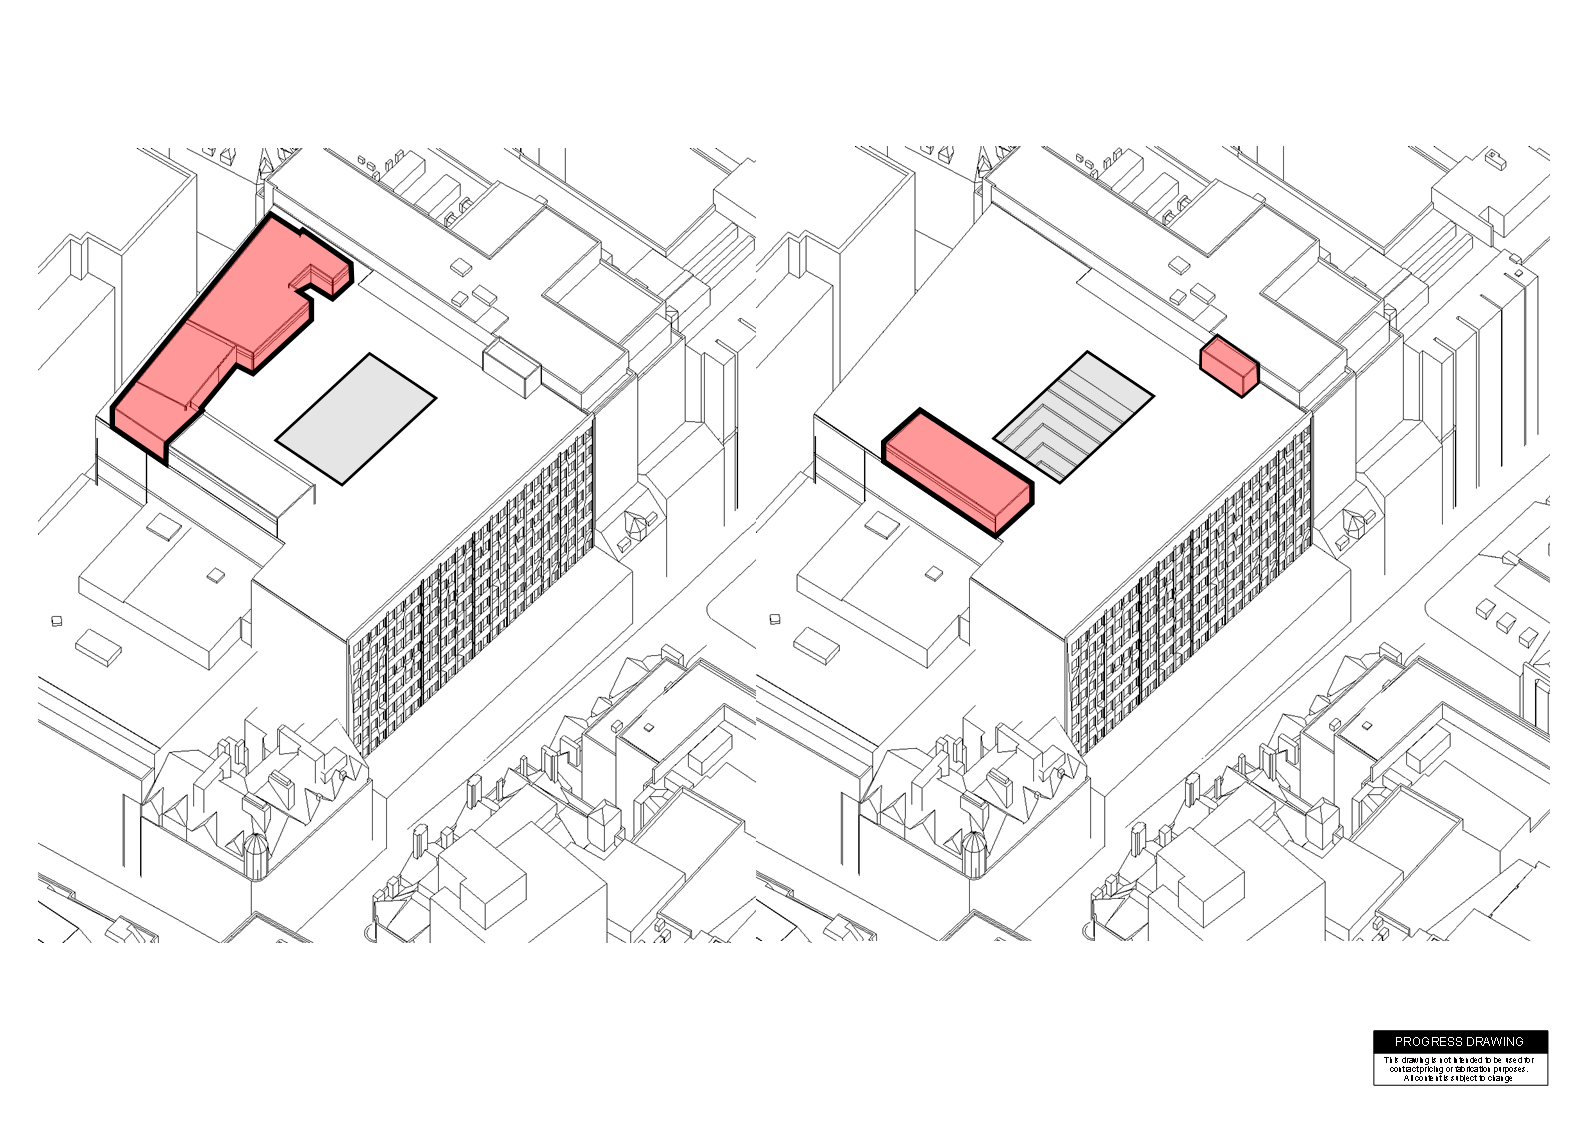 PROGRESS DRAWING
This drawing is not intended to be used for
contract pricing or fabrication purposes.
All content is subject to change